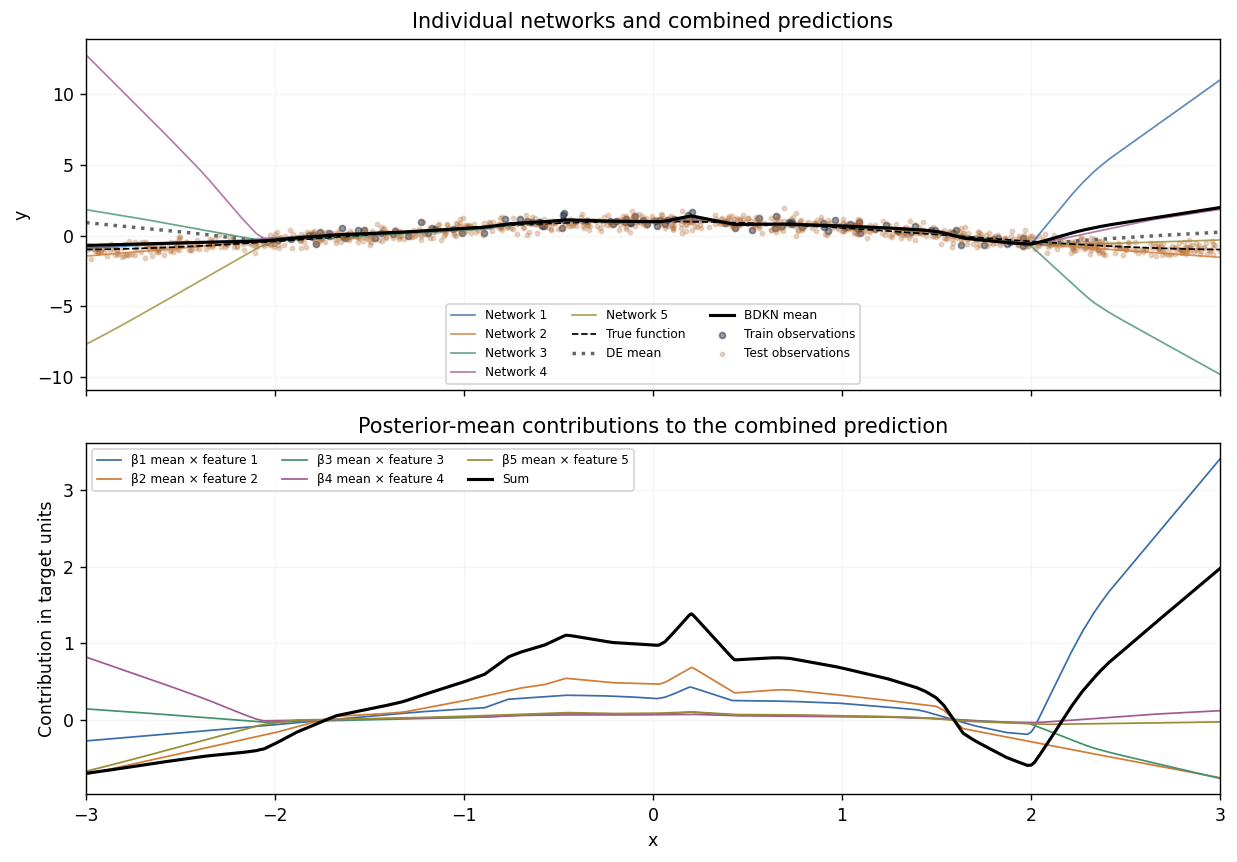 Individual networks and combined predictions
10
5
0
−5
−10
y
Network 1
Network 2
Network 3
Network 4
Network 5
True function
DE mean
BDKN mean
Train observations
Test observations
Posterior-mean contributions to the combined prediction
β1 mean × feature 1
β2 mean × feature 2
β3 mean × feature 3
β4 mean × feature 4
β5 mean × feature 5
Sum
3
2
1
0
Contribution in target units
−3 −2 −1 0 1 2 3
x